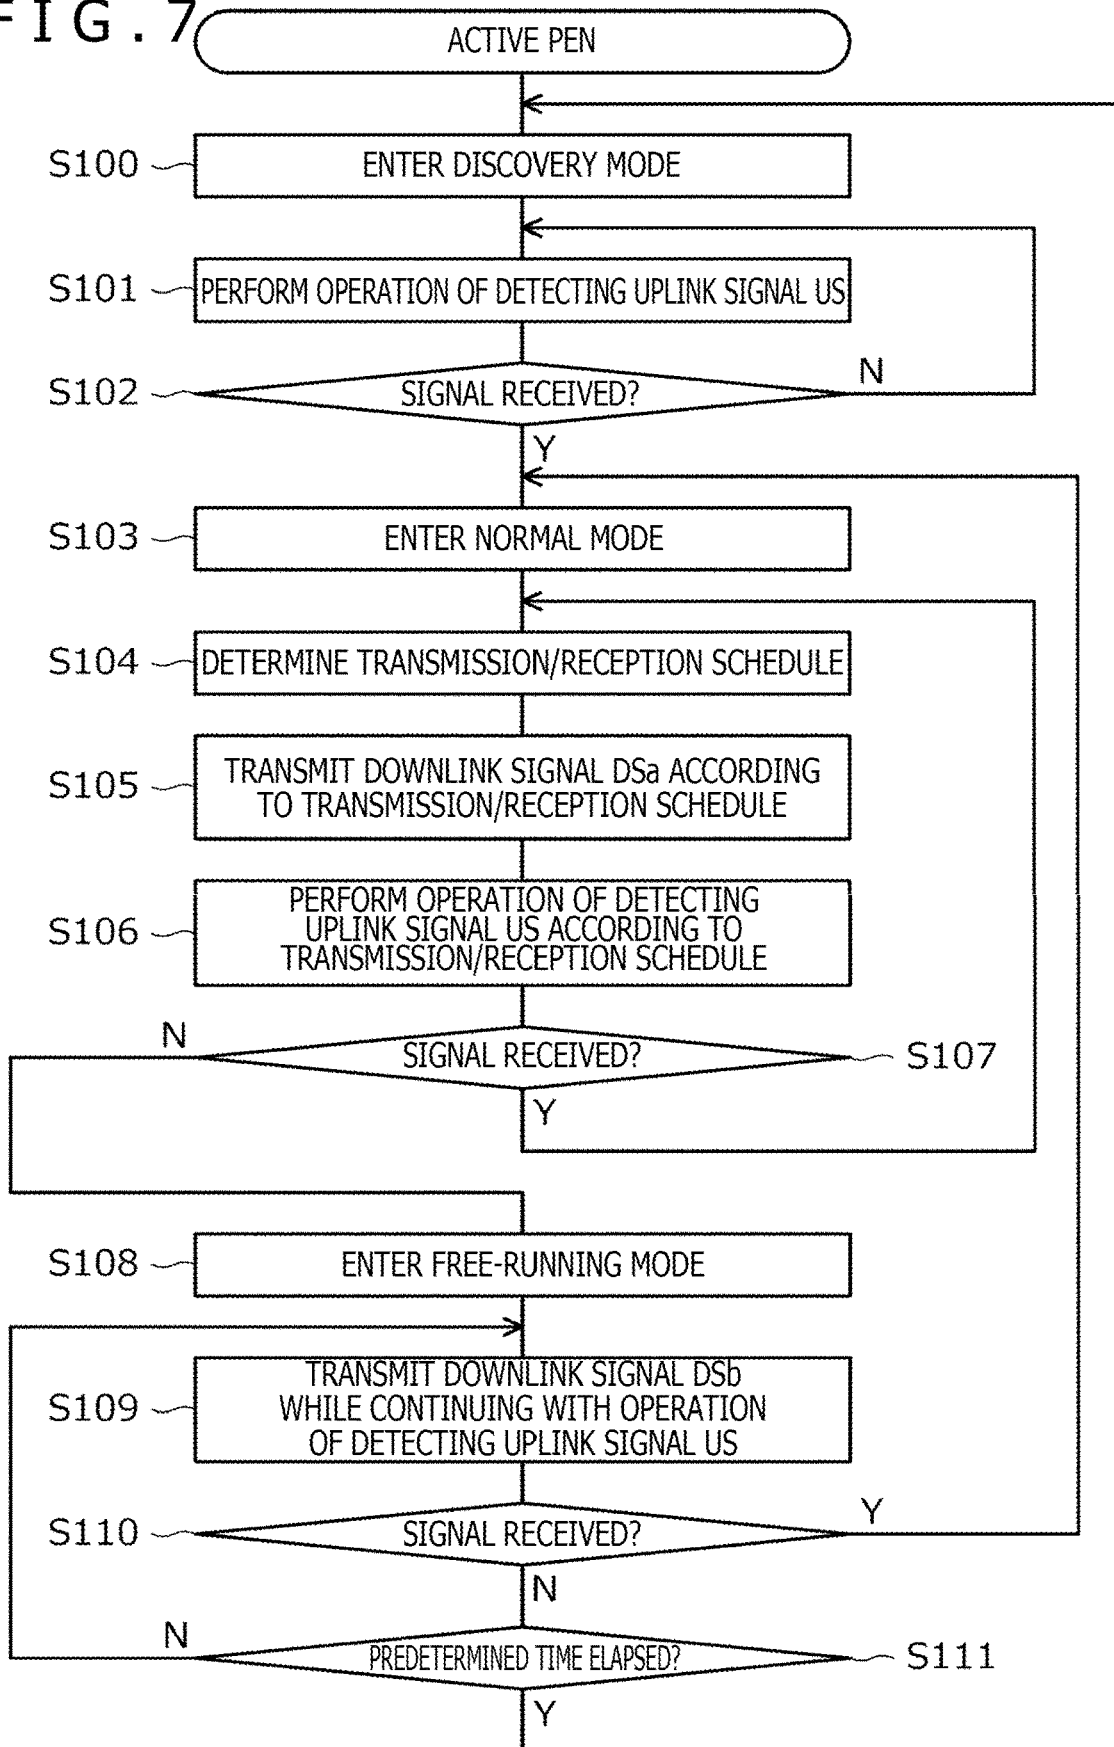 FIG.7
ACTIVE PEN
S100
ENTER DISCOVERY MODE
S101
PERFORM OPERATION OF DETECTING UPLINK SIGNAL US
S102
SIGNAL RECEIVED?
N
Y
S103
ENTER NORMAL MODE
S104
DETERMINE TRANSMISSION/RECEPTION SCHEDULE
S105
TRANSMIT DOWNLINK SIGNAL DSa ACCORDING
TO TRANSMISSION/RECEPTION SCHEDULE
S106
PERFORM OPERATION OF DETECTING
UPLINK SIGNAL US ACCORDING TO
TRANSMISSION/RECEPTION SCHEDULE
N
SIGNAL RECEIVED?
S107
Y
S108
ENTER FREE-RUNNING MODE
S109
TRANSMIT DOWNLINK SIGNAL DSb
WHILE CONTINUING WITH OPERATION
OF DETECTING UPLINK SIGNAL US
S110
SIGNAL RECEIVED?
Y
N
N
PREDETERMINED TIME ELAPSED?
S111
Y